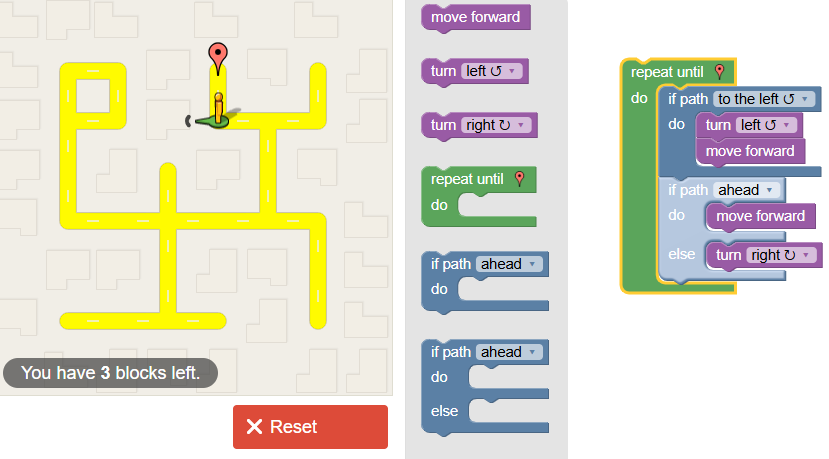 You have 3 blocks left.
Reset
move forward
turn left ↺ ▾
turn right ↻ ▾
repeat until
do
if path ahead ▾
do
if path ahead ▾
do
else
repeat until
do
if path to the left ↺ ▾
do
turn left ↺ ▾
move forward
if path ahead ▾
do
move forward
else
turn right ↻ ▾